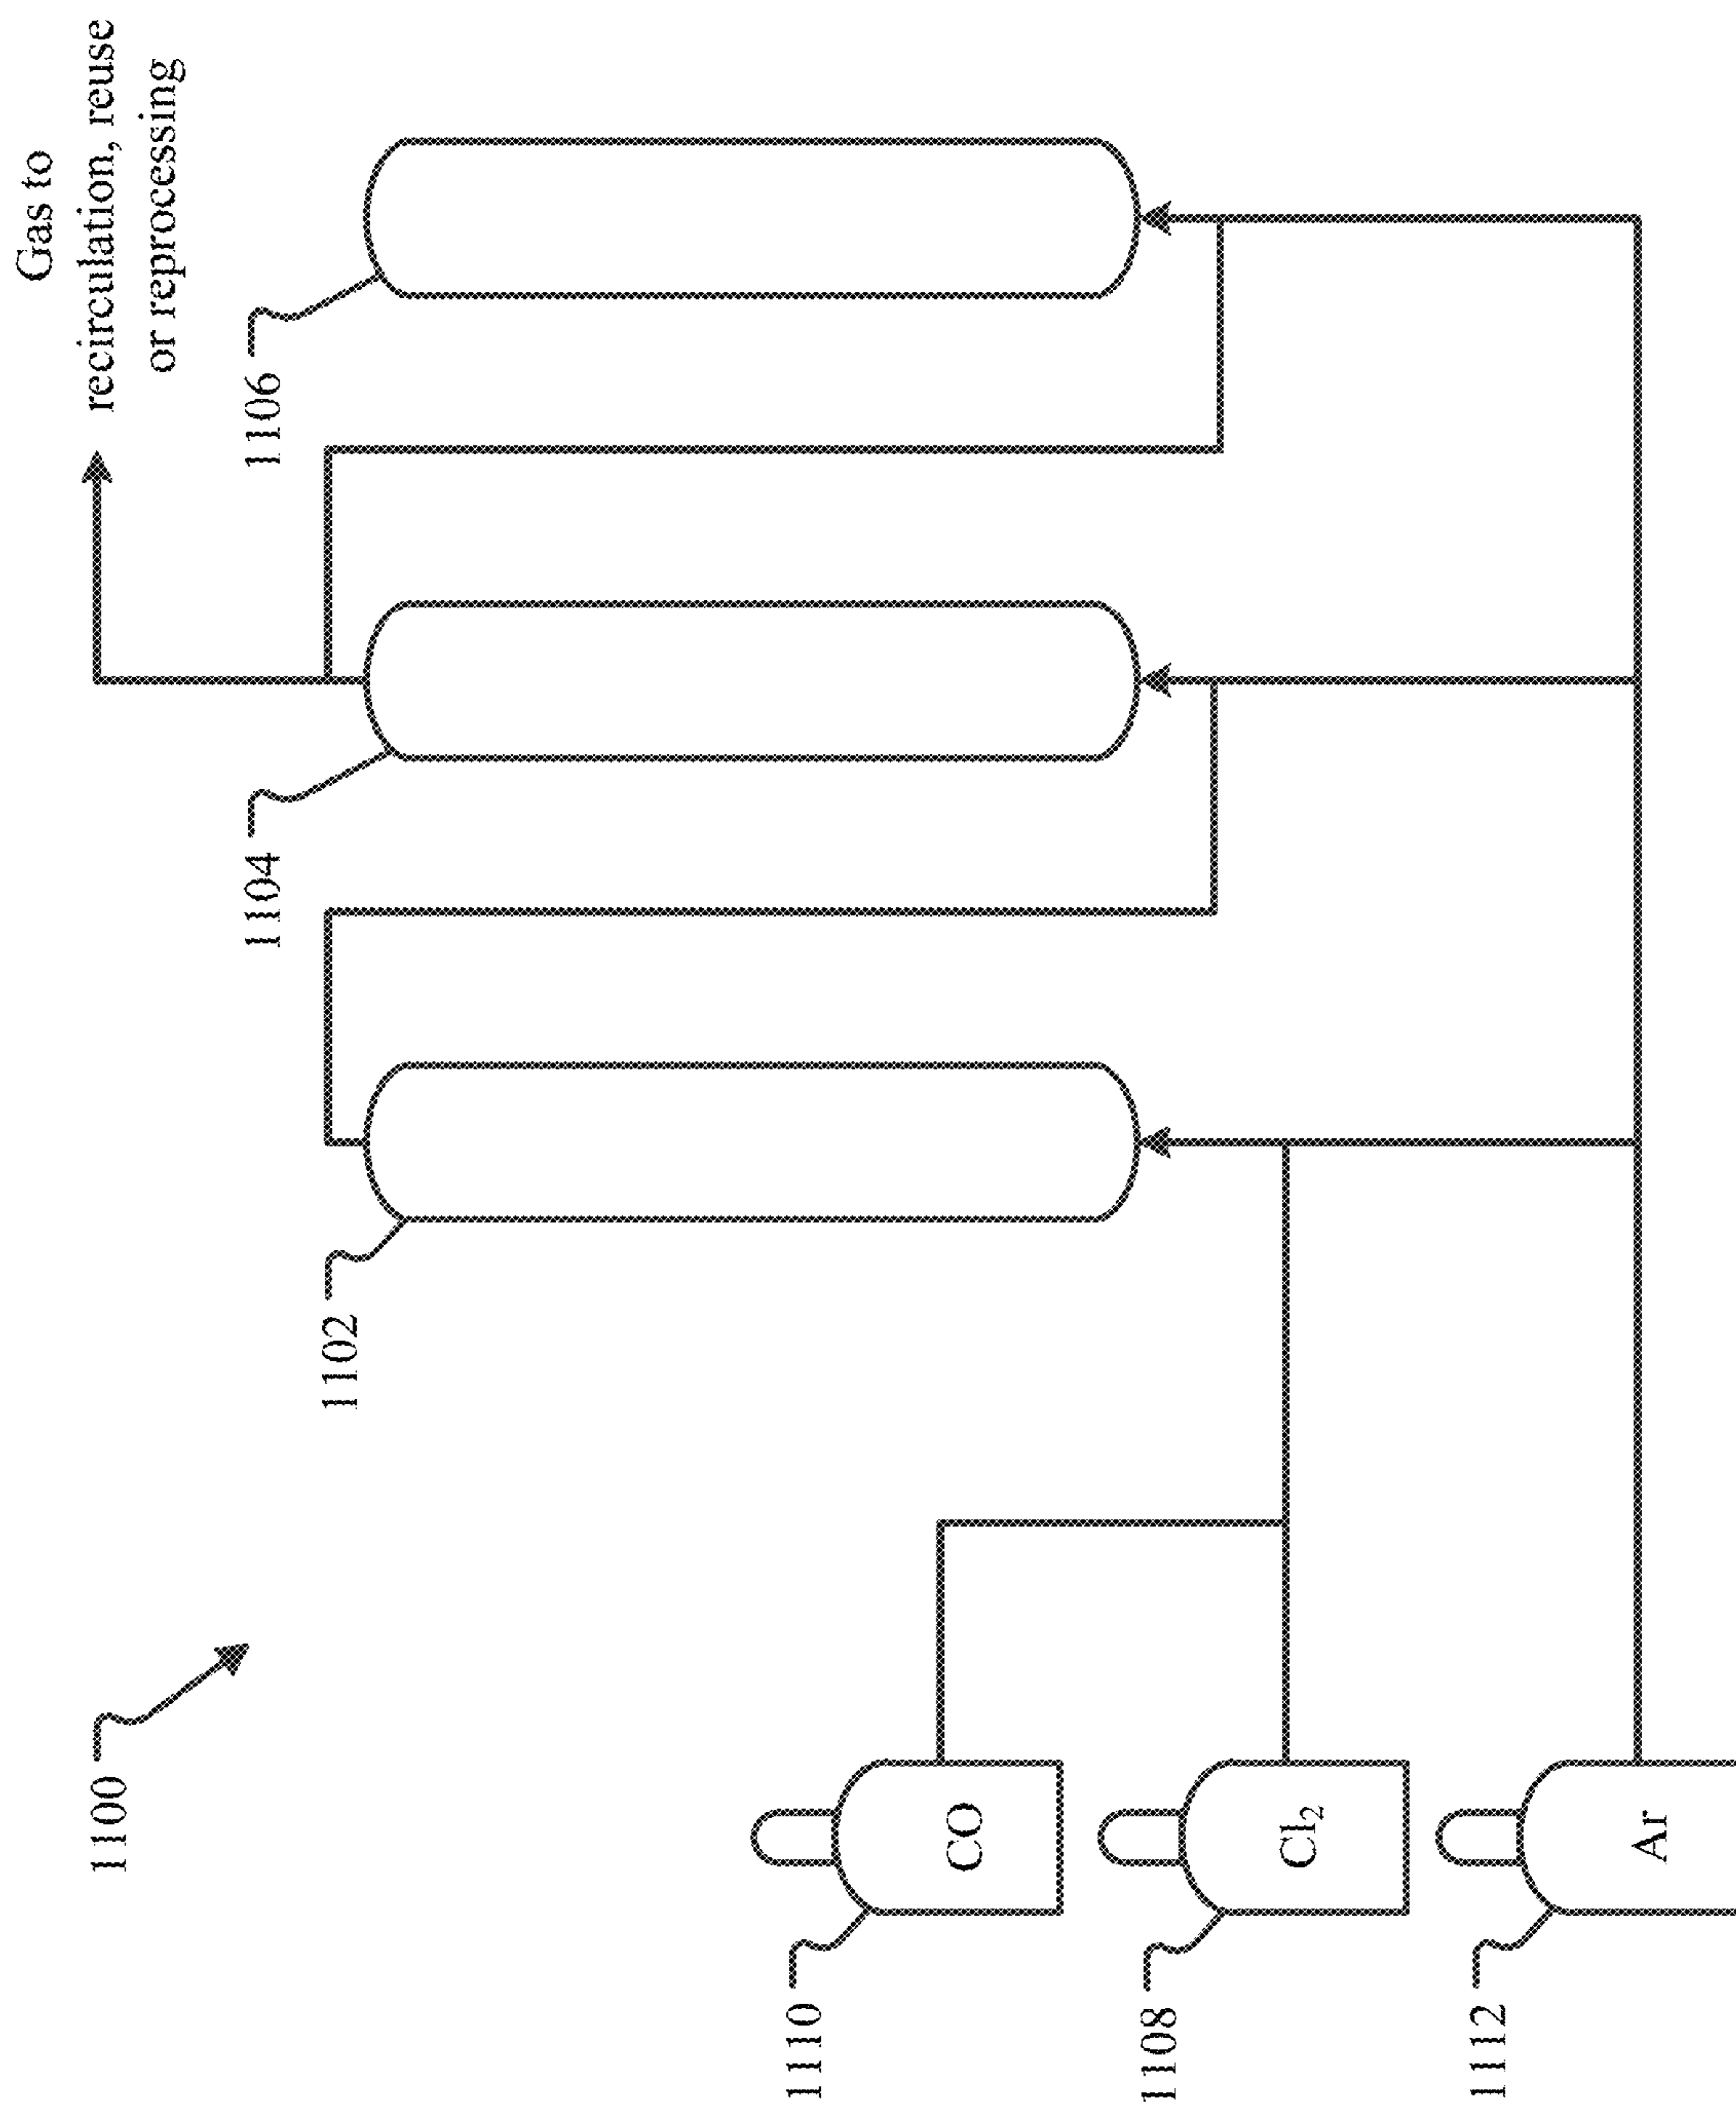 1100
Gas to
recirculation, reuse
or reprocessing
1102
1104
1106
1110
CO
1108
Cl₂
1112
Ar